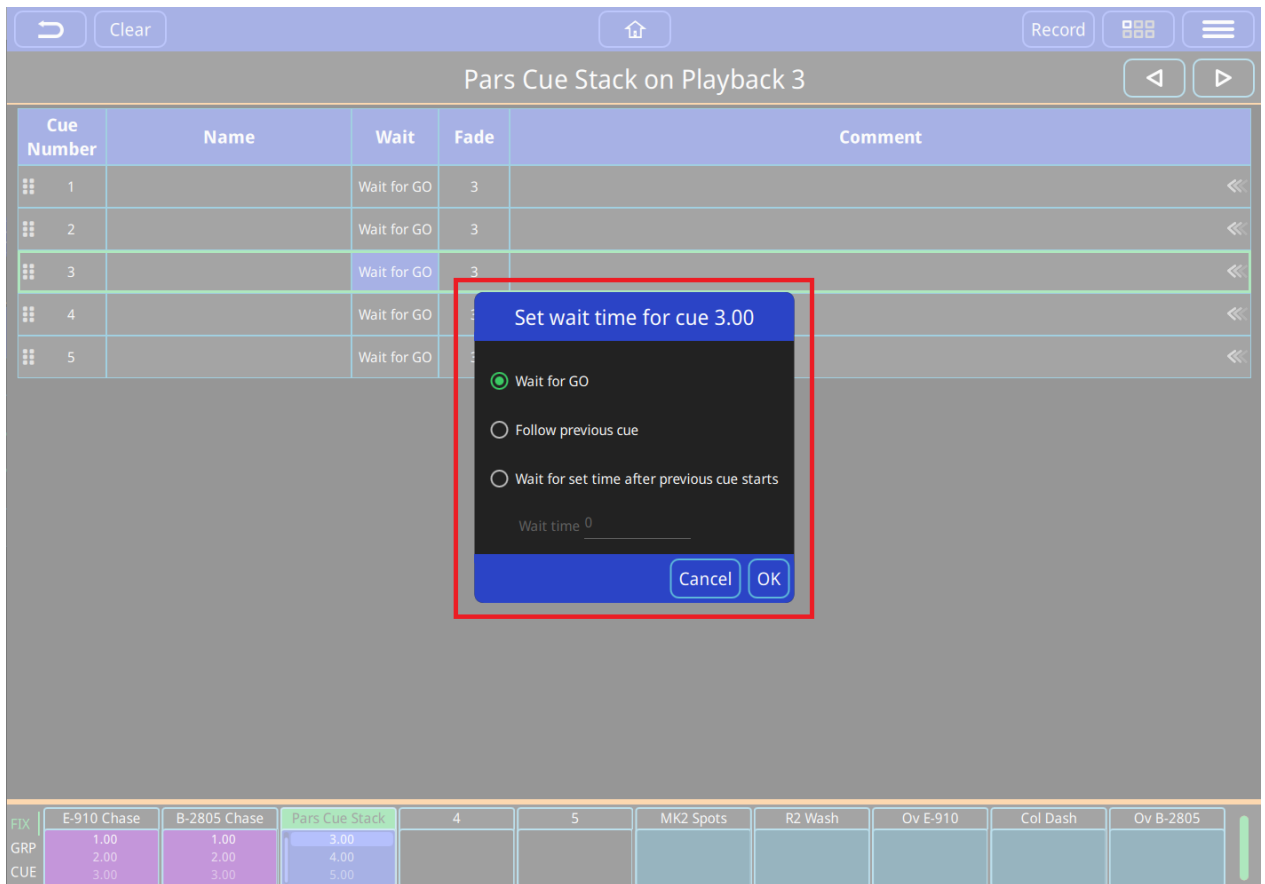 Clear
Record
Pars Cue Stack on Playback 3
Cue Number
Name
Wait
Fade
Comment
1
Wait for GO
3
2
Wait for GO
3
3
Wait for GO
3
4
Wait for GO
3
5
Wait for GO
3
Set wait time for cue 3.00
Wait for GO
Follow previous cue
Wait for set time after previous cue starts
Wait time 0
Cancel
OK
FIX
GRP
CUE
E-910 Chase
1.00
2.00
3.00
B-2805 Chase
1.00
2.00
3.00
Pars Cue Stack
3.00
4.00
5.00
4
5
MK2 Spots
R2 Wash
Ov E-910
Col Dash
Ov B-2805